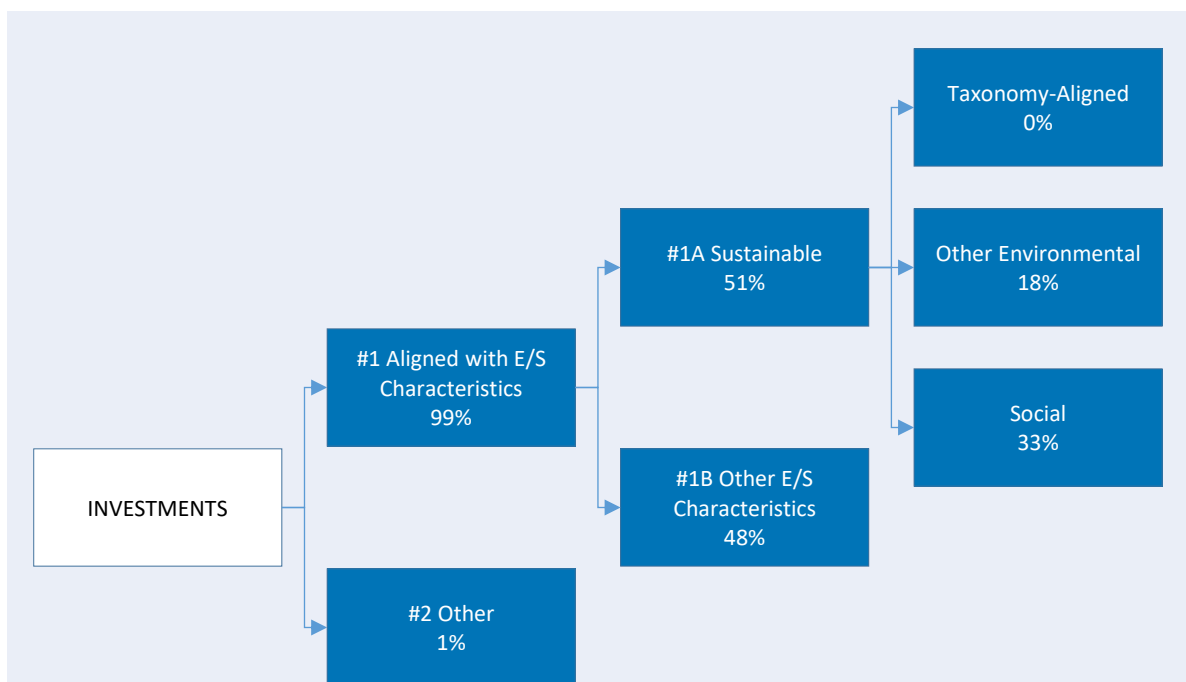 INVESTMENTS
#1 Aligned with E/S
Characteristics
99%
#2 Other
1%
#1A Sustainable
51%
#1B Other E/S
Characteristics
48%
Taxonomy-Aligned
0%
Other Environmental
18%
Social
33%